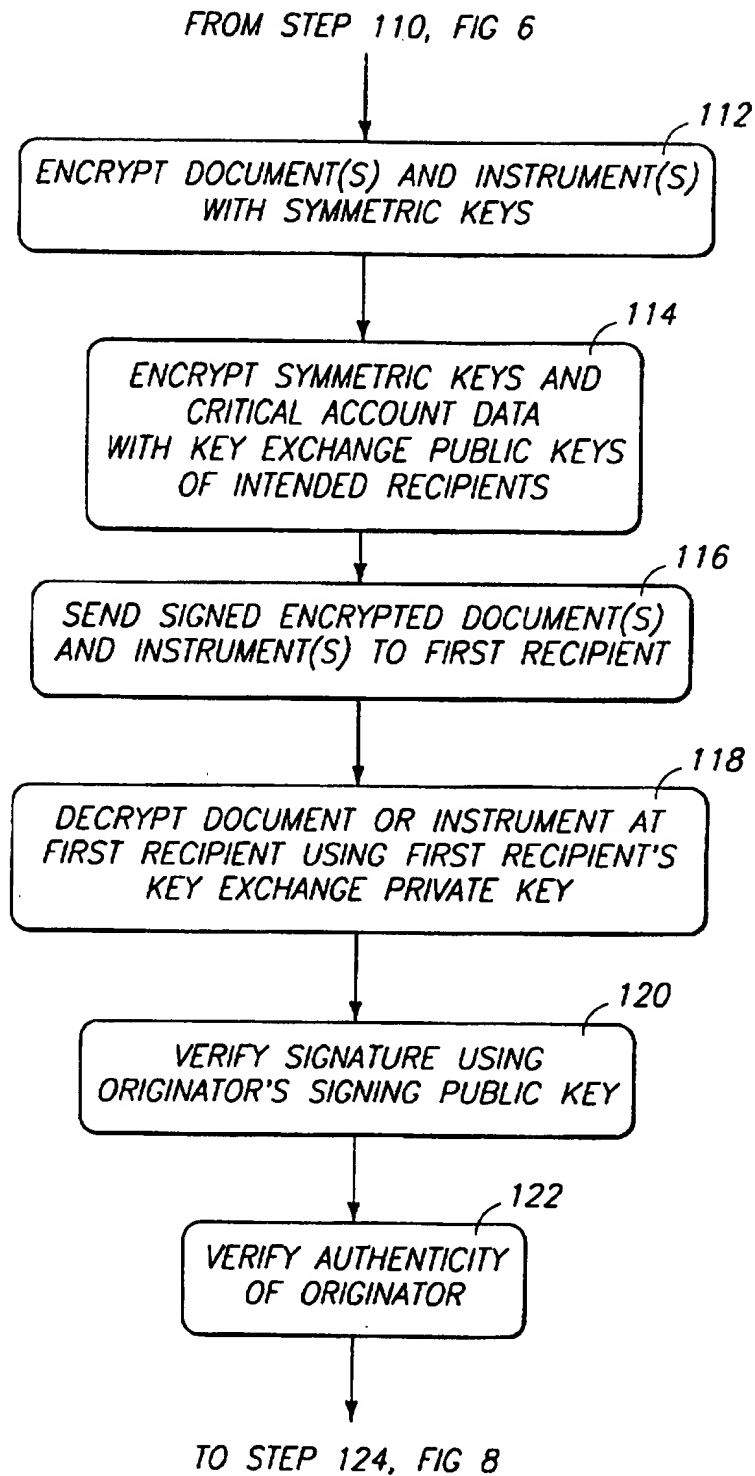 FROM STEP 110, FIG 6
112
ENCRYPT DOCUMENT(S) AND INSTRUMENT(S)
WITH SYMMETRIC KEYS
114
ENCRYPT SYMMETRIC KEYS AND
CRITICAL ACCOUNT DATA
WITH KEY EXCHANGE PUBLIC KEYS
OF INTENDED RECIPIENTS
116
SEND SIGNED ENCRYPTED DOCUMENT(S)
AND INSTRUMENT(S) TO FIRST RECIPIENT
118
DECRYPT DOCUMENT OR INSTRUMENT AT
FIRST RECIPIENT USING FIRST RECIPIENT'S
KEY EXCHANGE PRIVATE KEY
120
VERIFY SIGNATURE USING
ORIGINATOR'S SIGNING PUBLIC KEY
122
VERIFY AUTHENTICITY
OF ORIGINATOR
TO STEP 124, FIG 8